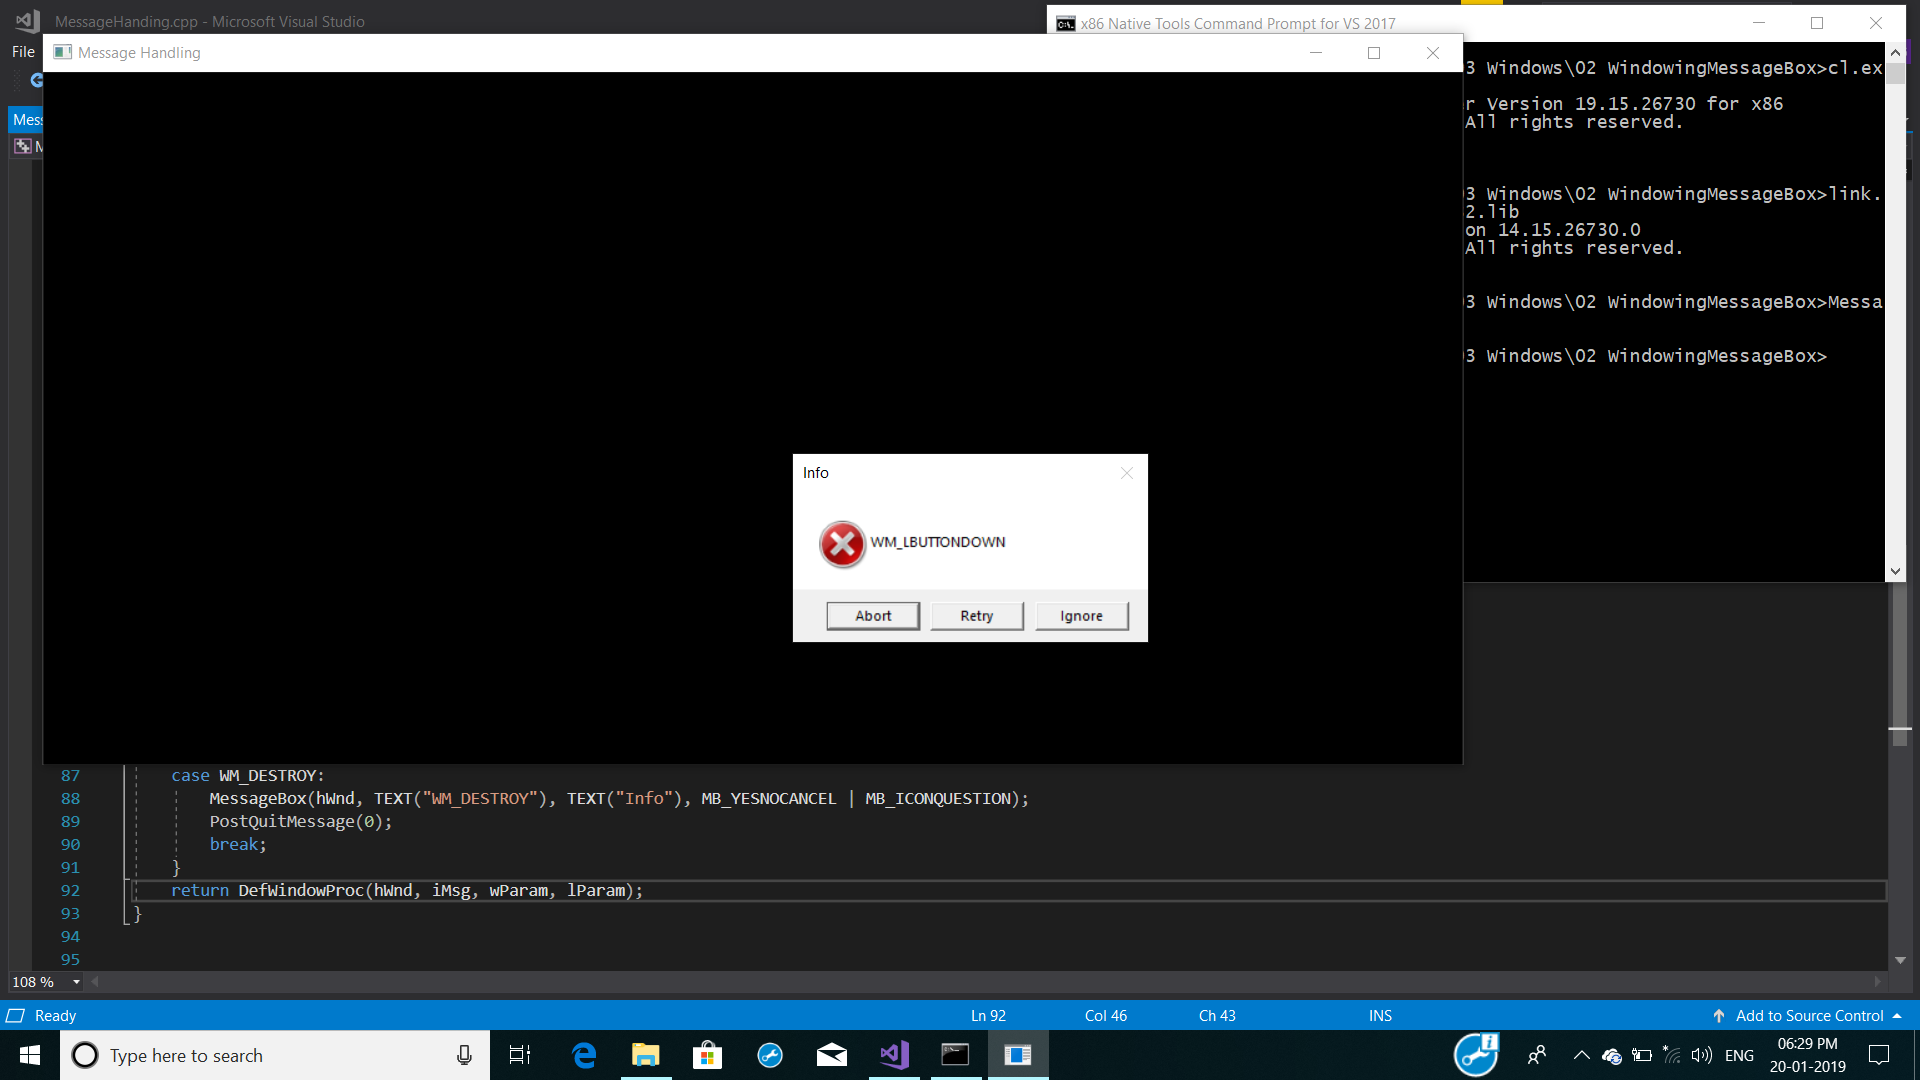 MessageHanding.cpp - Microsoft Visual Studio
x86 Native Tools Command Prompt for VS 2017
File
Message Handling
3 Windows\02 WindowingMessageBox>cl.ex
r Version 19.15.26730 for x86
All rights reserved.
3 Windows\02 WindowingMessageBox>link.
2.lib
on 14.15.26730.0
All rights reserved.
3 Windows\02 WindowingMessageBox>Messa
3 Windows\02 WindowingMessageBox>
Mess
M
Info
WM_LBUTTONDOWN
Abort
Retry
Ignore
87 case WM_DESTROY:
88 MessageBox(hWnd, TEXT("WM_DESTROY"), TEXT("Info"), MB_YESNOCANCEL | MB_ICONQUESTION);
89 PostQuitMessage(0);
90 break;
91 }
92 return DefWindowProc(hWnd, iMsg, wParam, lParam);
93 }
94
95
108 %
Ready
Ln 92
Col 46
Ch 43
INS
Add to Source Control
Type here to search
ENG
06:29 PM
20-01-2019